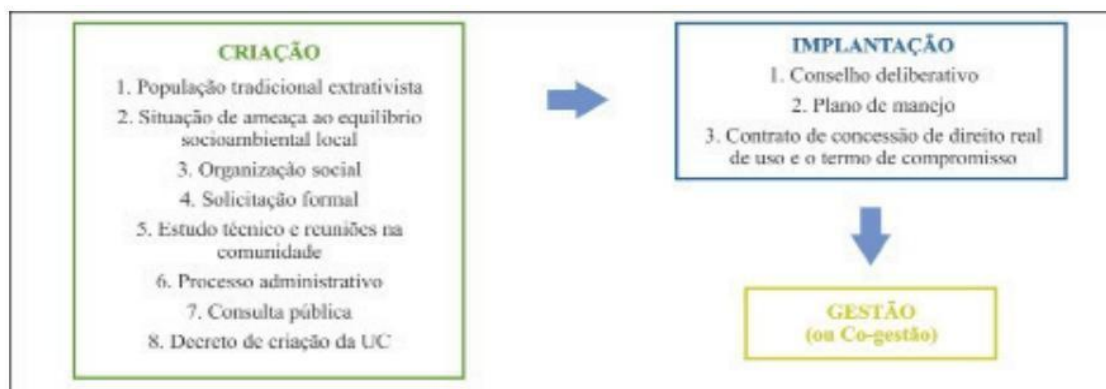 CRIAÇÃO
1. População tradicional extrativista
2. Situação de ameaça ao equilíbrio
socioambiental local
3. Organização social
4. Solicitação formal
5. Estudo técnico e reuniões na
comunidade
6. Processo administrativo
7. Consulta pública
8. Decreto de criação da UC
IMPLANTAÇÃO
1. Conselho deliberativo
2. Plano de manejo
3. Contrato de concessão de direito real
de uso e o termo de compromisso
GESTÃO
(ou Co-gestão)